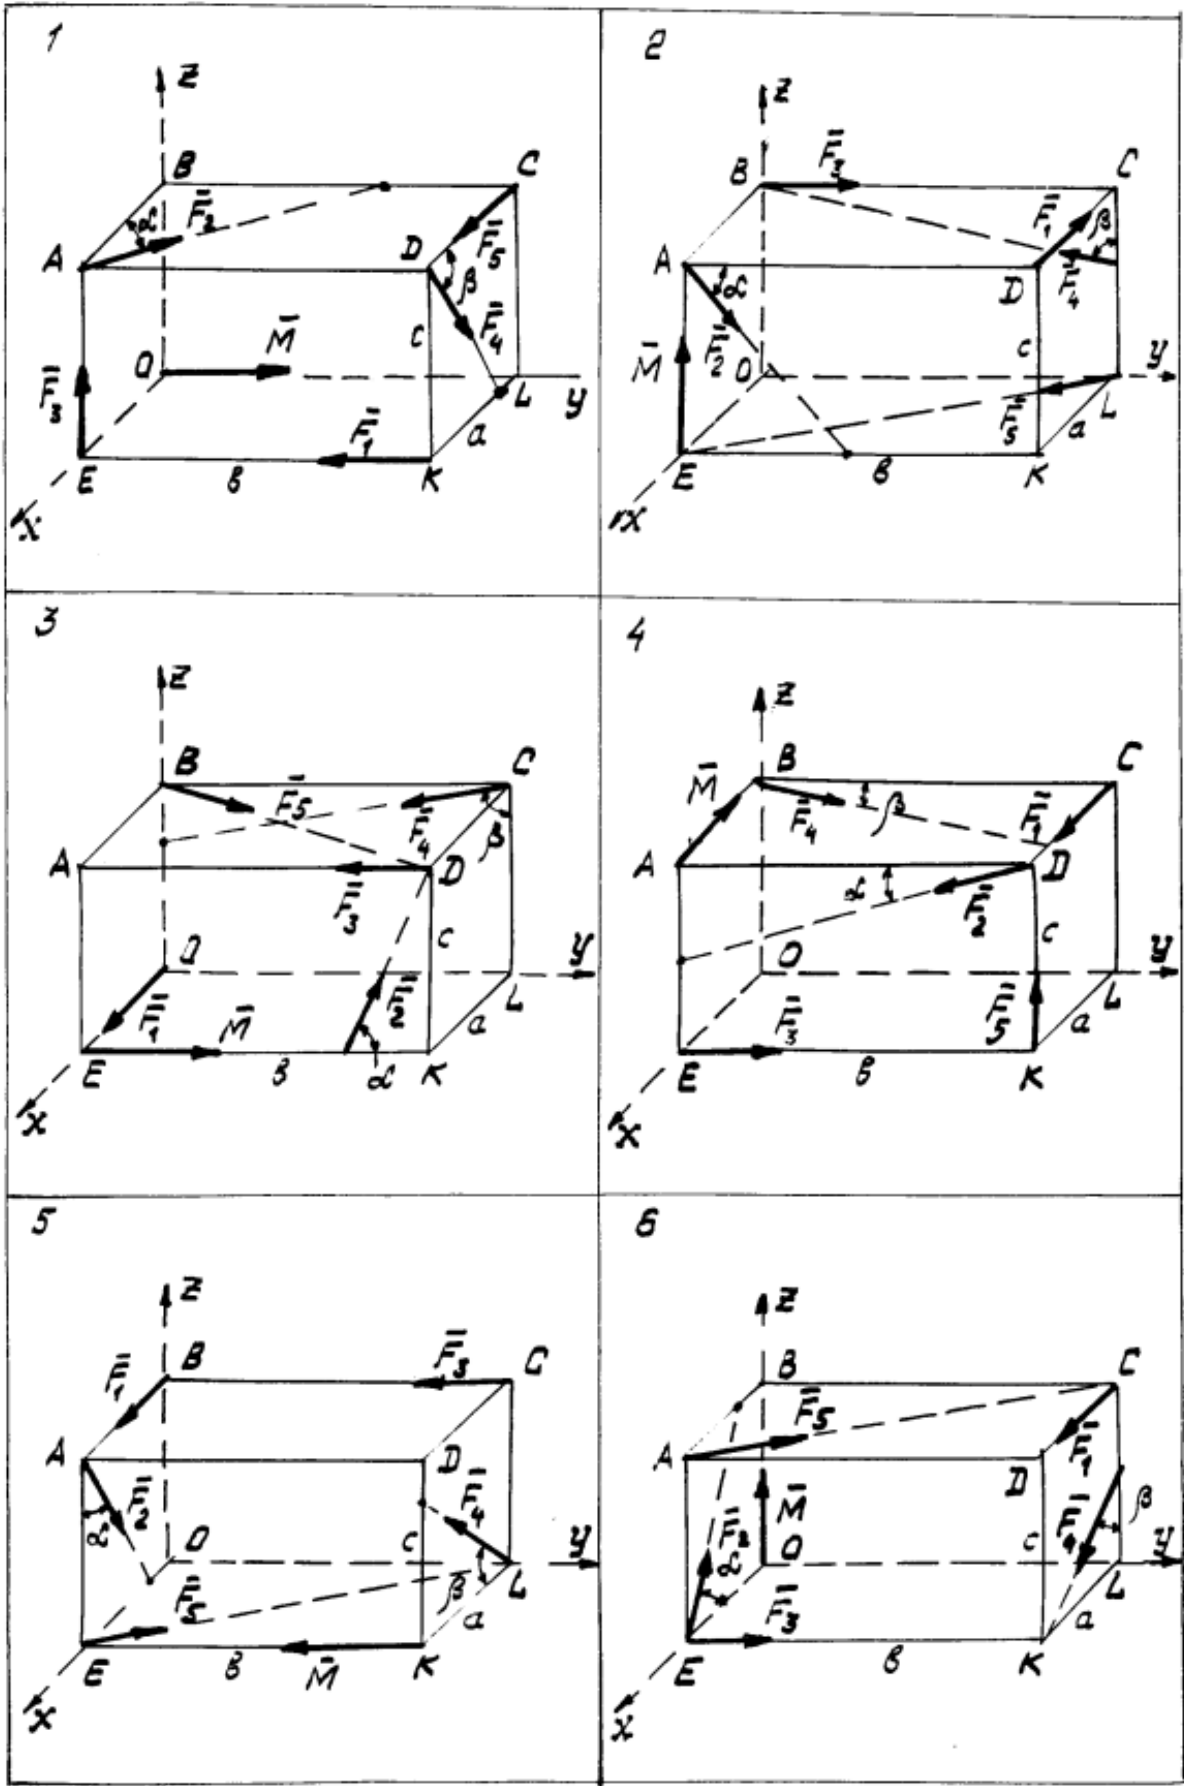 1
z
B
C
α
F̄₂
F̄₅
A
D
β
F̄₄
c
M̄
O
F̄₃
L
y
a
F̄₁
E
в
K
x
2
z
F̄₃
B
C
F̄₁
β
A
α
D
F̄₄
F̄₂
c
M̄
O
y
F̄₅
L
a
E
в
K
x
3
z
B
C
F̄₅
F̄₄
β
A
D
F̄₃
c
O
y
F̄₂
L
F̄₁
M̄
a
E
в
α
K
x
4
z
B
C
M̄
F̄₄
β
F̄₁
A
D
α
F̄₂
c
O
y
F̄₃
F̄₅
L
a
E
в
K
x
5
z
B
F̄₃
C
F̄₁
A
D
F̄₂
F̄₄
α
c
O
y
F̄₅
β
L
a
E
в
M̄
K
x
6
z
B
C
F̄₅
A
F̄₁
D
M̄
F̄₄
β
F̄₂
α
O
c
y
L
F̄₃
a
E
в
K
x